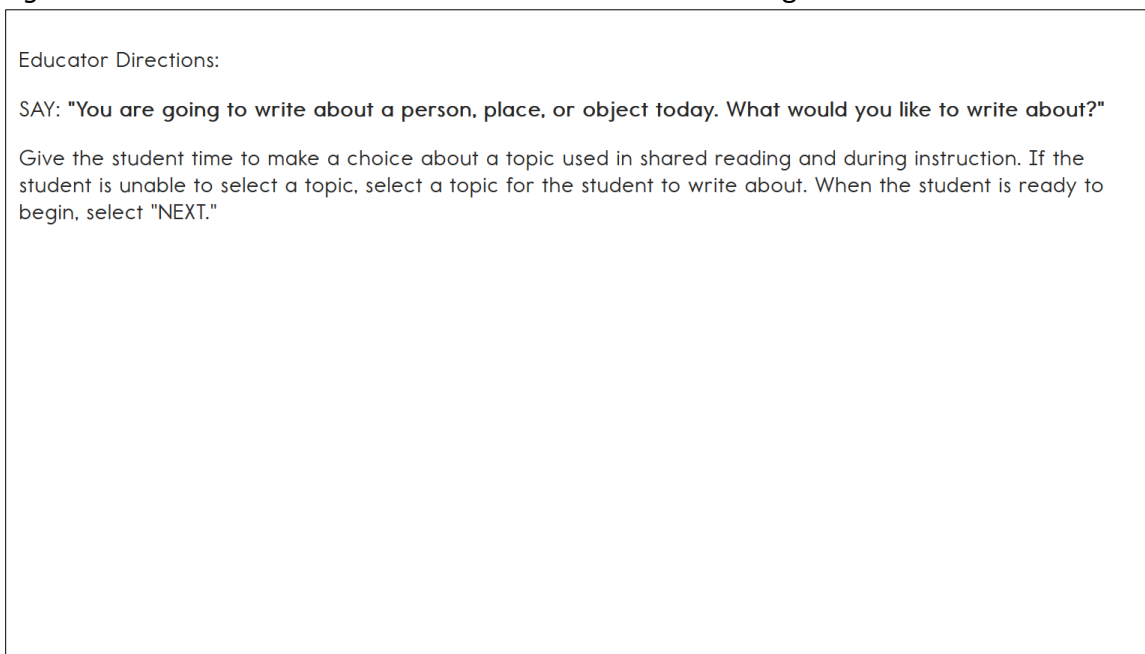 Educator Directions:
SAY: "You are going to write about a person, place, or object today. What would you like to write about?"
Give the student time to make a choice about a topic used in shared reading and during instruction. If the
student is unable to select a topic, select a topic for the student to write about. When the student is ready to
begin, select "NEXT."